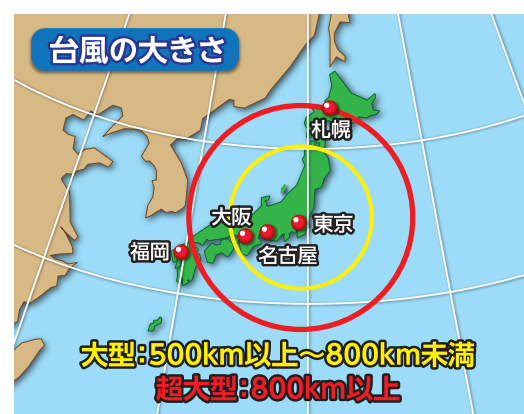 台風の大きさ
札幌
大阪
東京
福岡
名古屋
大型:500km以上～800km未満
超大型:800km以上